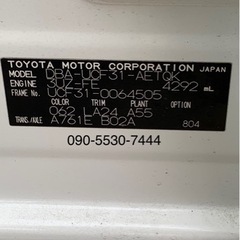 TOYOTA MOTOR CORPORATION JAPAN
MODEL DBA-UCF31-AETQK
ENGINE 3UZ-FE 4292 mL
FRAME No. UCF31-0064505
COLOR TRIM PLANT
062 LA24 A55
TRANS./AXLE A761E B02A
804
090-5530-7444